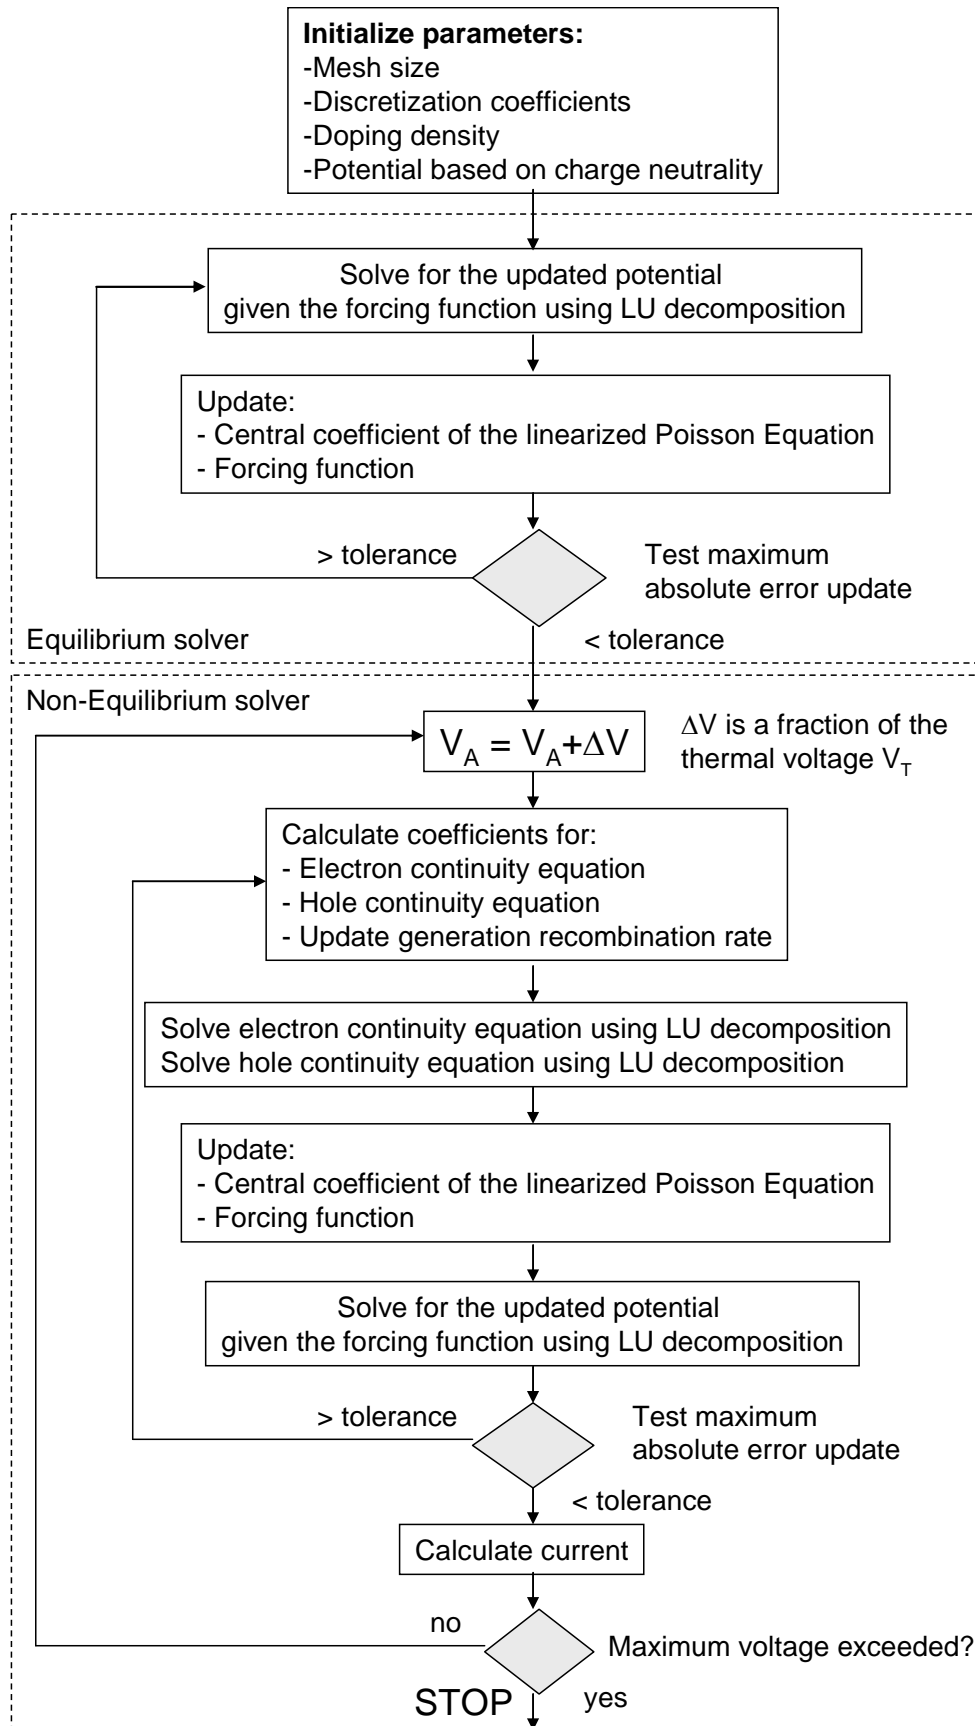 Initialize parameters:
-Mesh size
-Discretization coefficients
-Doping density
-Potential based on charge neutrality
Solve for the updated potential
given the forcing function using LU decomposition
Update:
- Central coefficient of the linearized Poisson Equation
- Forcing function
> tolerance
Test maximum
absolute error update
Equilibrium solver
< tolerance
Non-Equilibrium solver
V_A = V_A+ΔV
ΔV is a fraction of the
thermal voltage V_T
Calculate coefficients for:
- Electron continuity equation
- Hole continuity equation
- Update generation recombination rate
Solve electron continuity equation using LU decomposition
Solve hole continuity equation using LU decomposition
Update:
- Central coefficient of the linearized Poisson Equation
- Forcing function
Solve for the updated potential
given the forcing function using LU decomposition
> tolerance
Test maximum
absolute error update
< tolerance
Calculate current
no
Maximum voltage exceeded?
STOP
yes